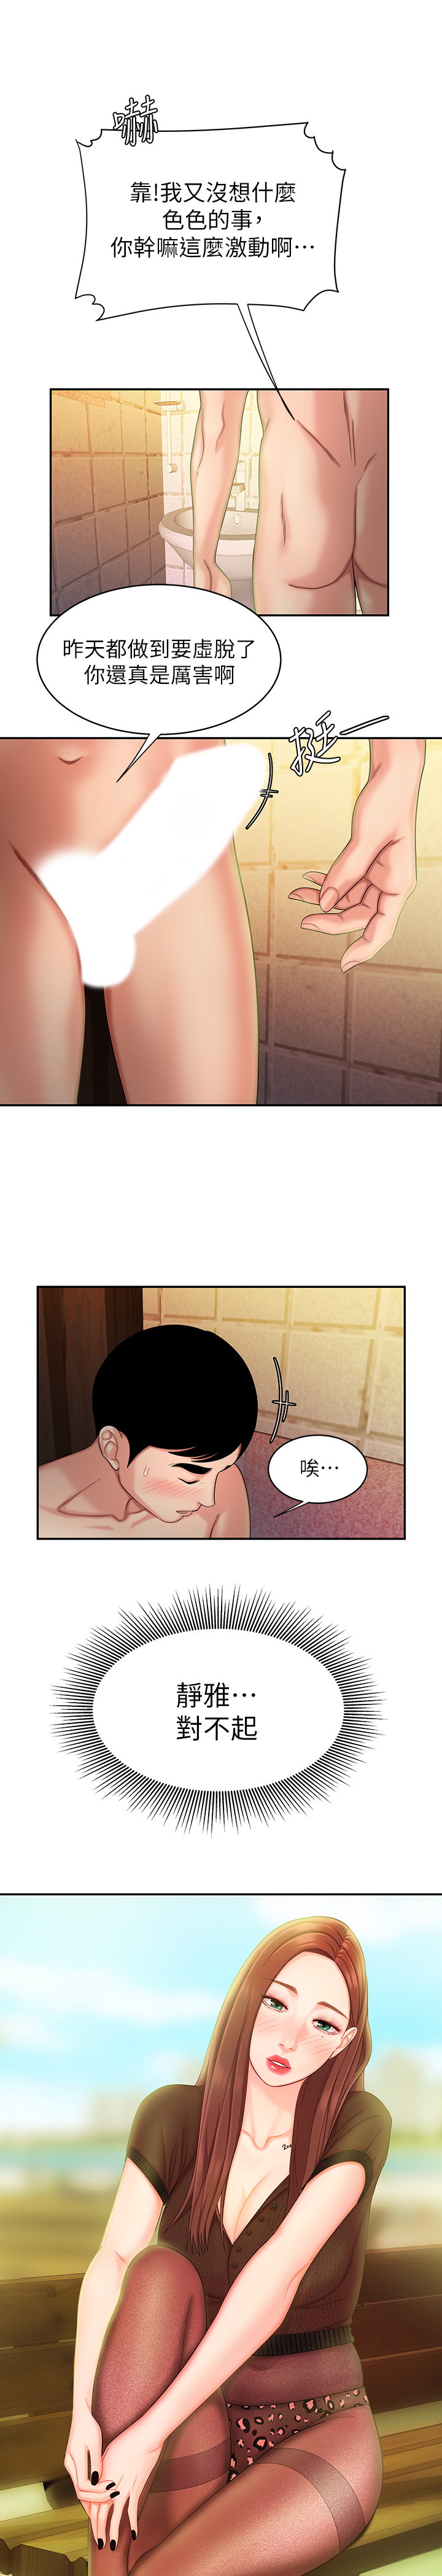 嚇
靠!我又沒想什麼
色色的事，
你幹嘛這麼激動啊⋯
昨天都做到要虛脫了
你還真是厲害啊
挺
唉⋯
靜雅⋯
對不起